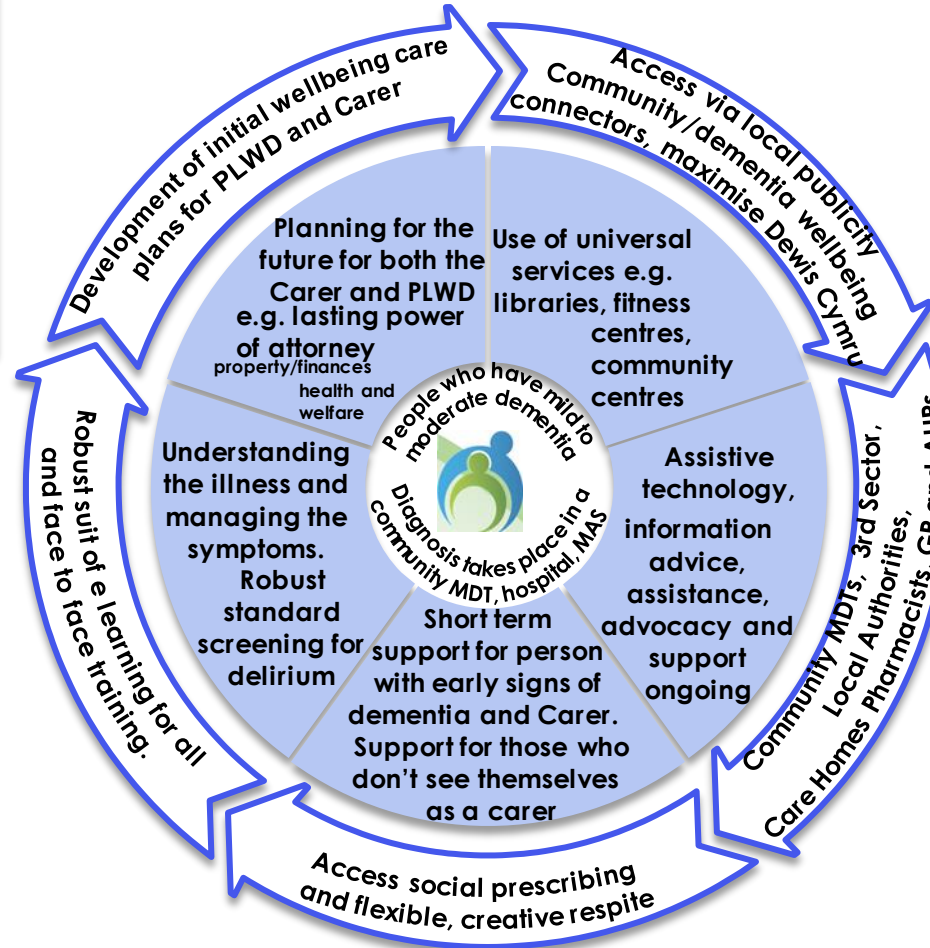 Development of initial wellbeing care
plans for PLWD and Carer
Access via local publicity
Community/dementia wellbeing
connectors, maximise Dewis Cymru
Planning for the
future for both the
Carer and PLWD
e.g. lasting power
of attorney
property/finances
health and
welfare
Use of universal
services e.g.
libraries, fitness
centres,
community
centres
People who have mild to
moderate dementia
Diagnosis takes place in a
community MDT, hospital, MAS
Understanding
the illness and
managing the
symptoms.
Robust
standard
screening for
delirium
Assistive
technology,
information
advice,
assistance,
advocacy and
support
ongoing
Short term
support for person
with early signs of
dementia and Carer.
Support for those who
don't see themselves
as a carer
Community MDTs, 3rd Sector,
Local Authorities,
Care Homes Pharmacists, GP and AHPs
Access social prescribing
and flexible, creative respite
Robust suit of e learning for all
and face to face training.